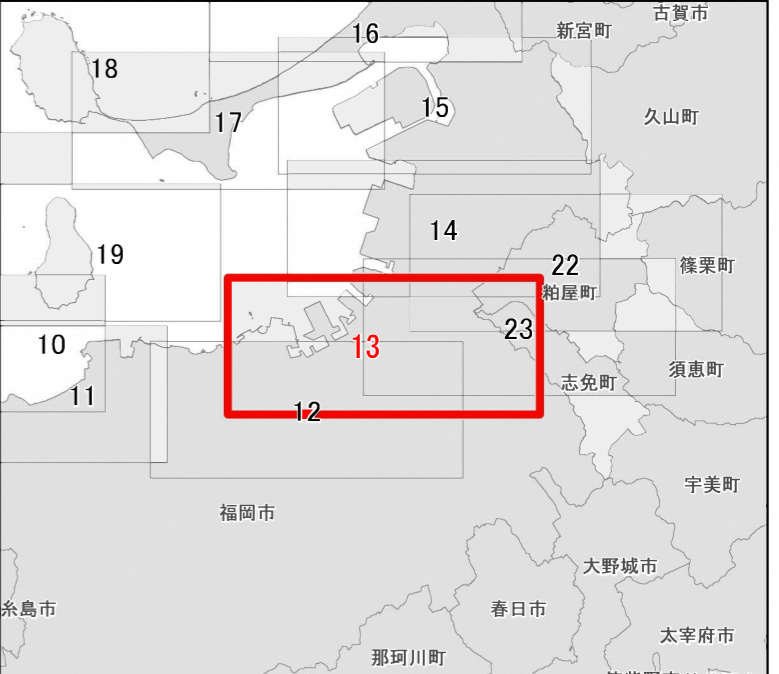 古賀市
16
新宮町
18
15
17
久山町
14
19
22
篠栗町
粕屋町
23
10
13
須恵町
志免町
11
12
宇美町
福岡市
大野城市
糸島市
春日市
太宰府市
那珂川町